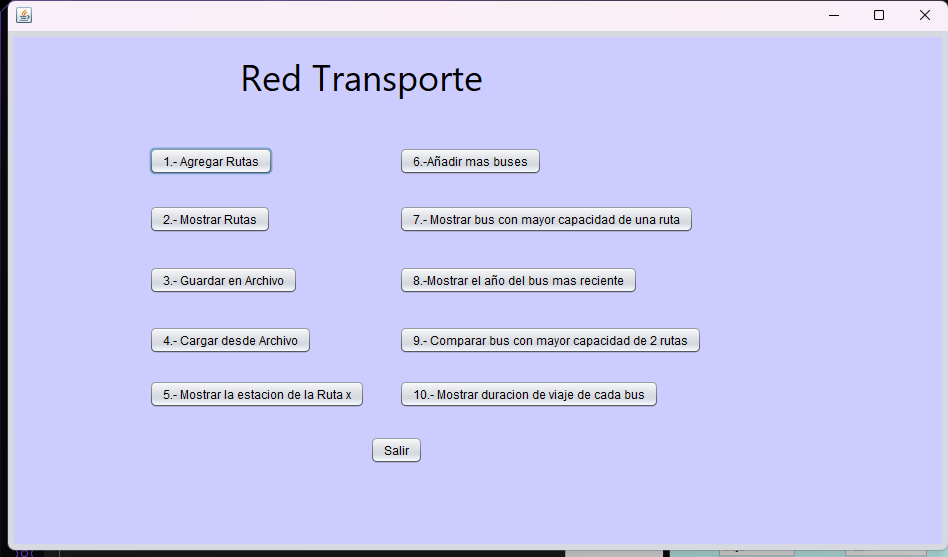 Red Transporte
1.- Agregar Rutas
6.-Añadir mas buses
2.- Mostrar Rutas
7.- Mostrar bus con mayor capacidad de una ruta
3.- Guardar en Archivo
8.-Mostrar el año del bus mas reciente
4.- Cargar desde Archivo
9.- Comparar bus con mayor capacidad de 2 rutas
5.- Mostrar la estacion de la Ruta x
10.- Mostrar duracion de viaje de cada bus
Salir